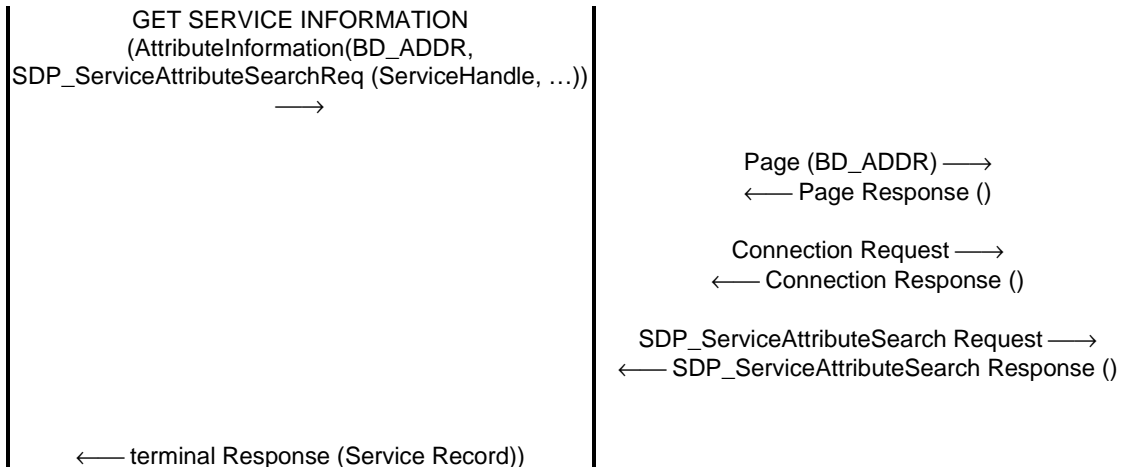 GET SERVICE INFORMATION
(AttributeInformation(BD_ADDR,
SDP_ServiceAttributeSearchReq (ServiceHandle, …))
⟶
Page (BD_ADDR) ⟶
⟵ Page Response ()
Connection Request ⟶
⟵ Connection Response ()
SDP_ServiceAttributeSearch Request ⟶
⟵ SDP_ServiceAttributeSearch Response ()
⟵ terminal Response (Service Record))